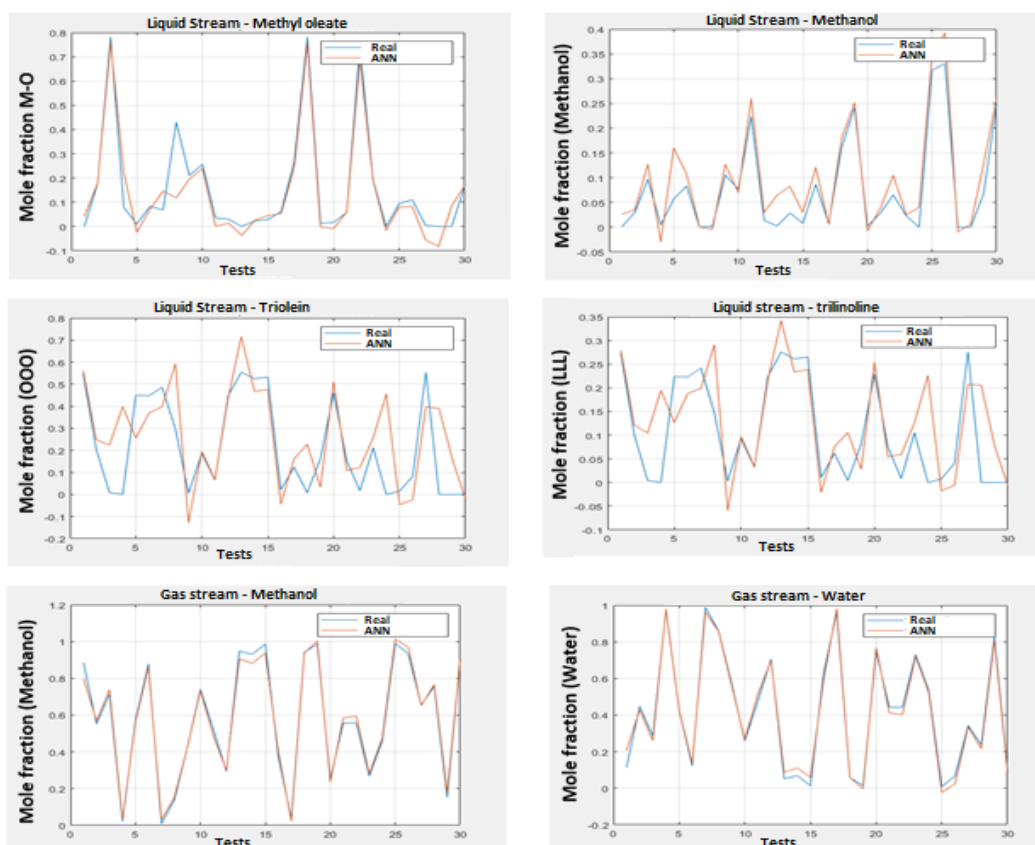 Liquid Stream - Methyl oleate
Mole fraction M-O
0.8
0.7
0.6
0.5
0.4
0.3
0.2
0.1
0
-0.1
Real
ANN
0 5 10 15 20 25 30
Tests
Liquid Stream - Methanol
Mole fraction (Methanol)
0.4
0.35
0.3
0.25
0.2
0.15
0.1
0.05
0
-0.05
Real
ANN
0 5 10 15 20 25 30
Tests
Liquid Stream - Triolein
Mole fraction (OOO)
0.8
0.7
0.6
0.5
0.4
0.3
0.2
0.1
0
-0.1
-0.2
Real
ANN
0 5 10 15 20 25 30
Tests
Liquid stream - trilinoline
Mole fraction (LLL)
0.35
0.3
0.25
0.2
0.15
0.1
0.05
0
-0.05
-0.1
Real
ANN
0 5 10 15 20 25 30
Tests
Gas stream - Methanol
Mole fraction (Methanol)
1.2
1
0.8
0.6
0.4
0.2
0
Real
ANN
0 5 10 15 20 25 30
Tests
Gas stream - Water
Mole fraction (Water)
1
0.8
0.6
0.4
0.2
0
-0.2
Real
ANN
0 5 10 15 20 25 30
Tests